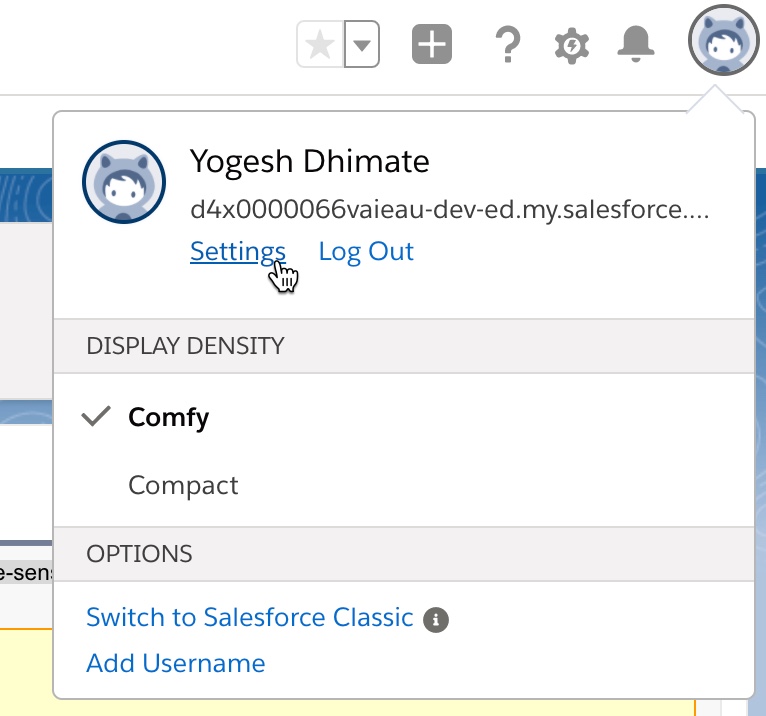 Yogesh Dhimate
d4x0000066vaieau-dev-ed.my.salesforce....
Settings Log Out
DISPLAY DENSITY
Comfy
Compact
OPTIONS
e-sens
Switch to Salesforce Classic
Add Username